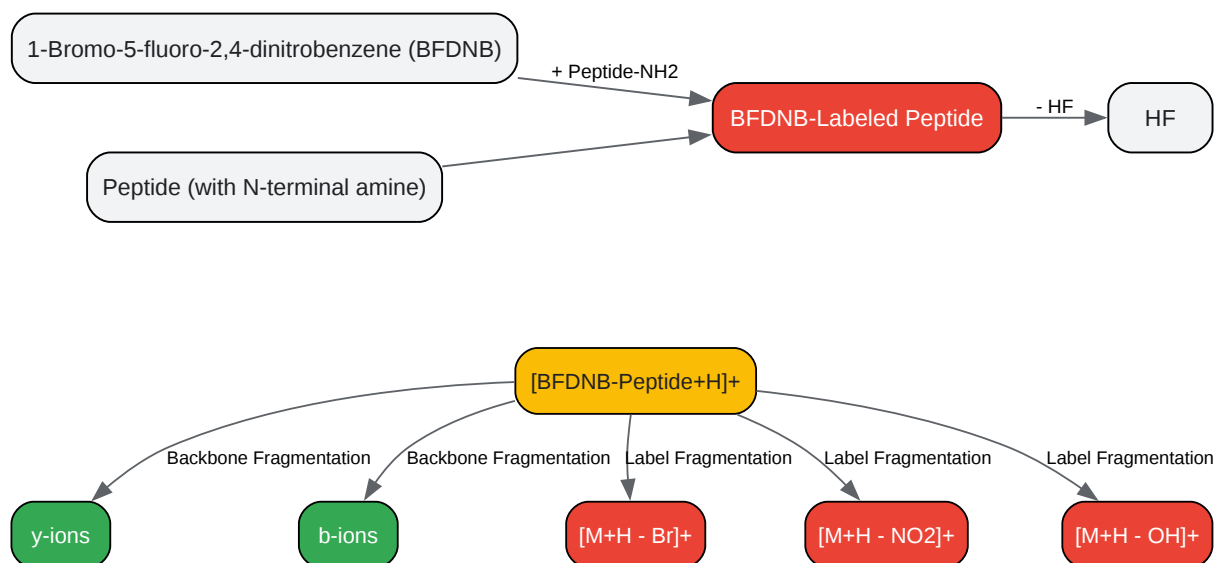 1-Bromo-5-fluoro-2,4-dinitrobenzene (BFDNB)
+ Peptide-NH2
BFDNB-Labeled Peptide
- HF
HF
Peptide (with N-terminal amine)
[BFDNB-Peptide+H]+
Backbone Fragmentation
Backbone Fragmentation
Label Fragmentation
Label Fragmentation
Label Fragmentation
y-ions
b-ions
[M+H - Br]+
[M+H - NO2]+
[M+H - OH]+